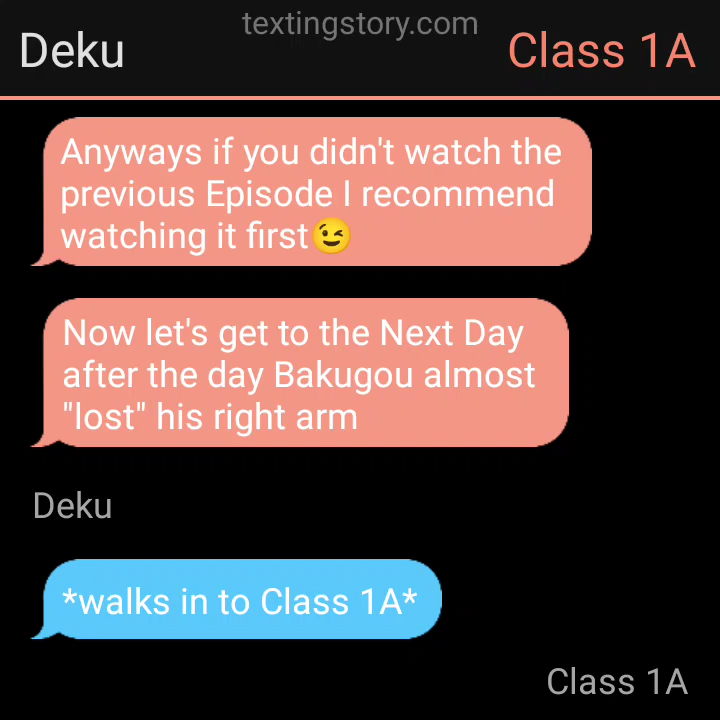 textingstory.com
Deku
Class 1A
Anyways if you didn't watch the
previous Episode I recommend
watching it first😉
Now let's get to the Next Day
after the day Bakugou almost
"lost" his right arm
Deku
*walks in to Class 1A*
Class 1A